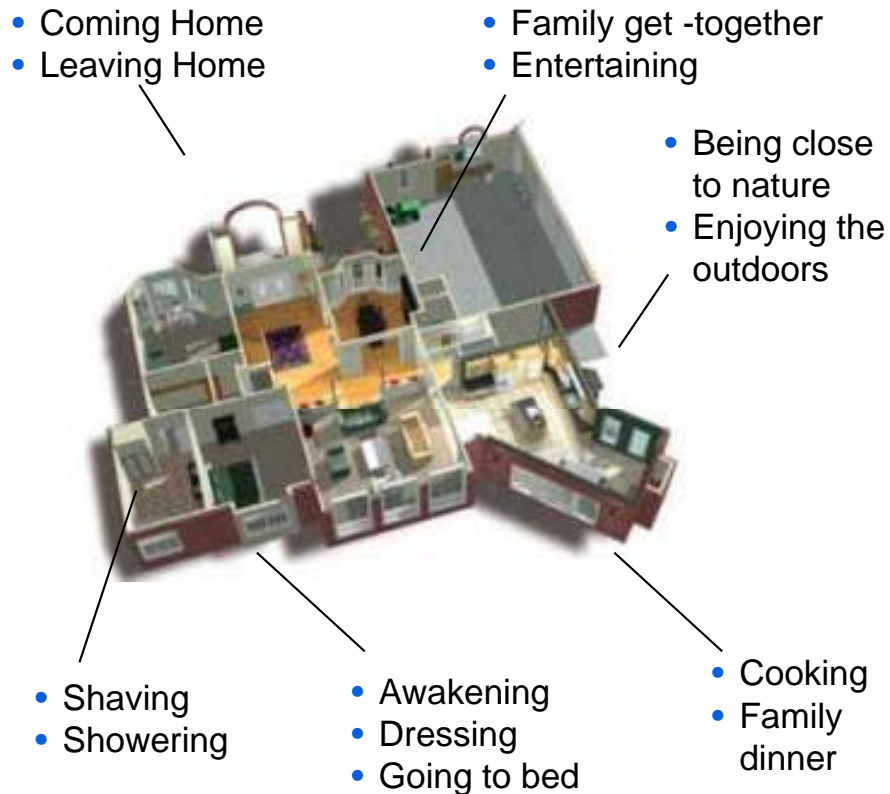 • Coming Home
• Leaving Home
• Family get -together
• Entertaining
• Being close
to nature
• Enjoying the
outdoors
• Shaving
• Showering
• Awakening
• Dressing
• Going to bed
• Cooking
• Family
dinner